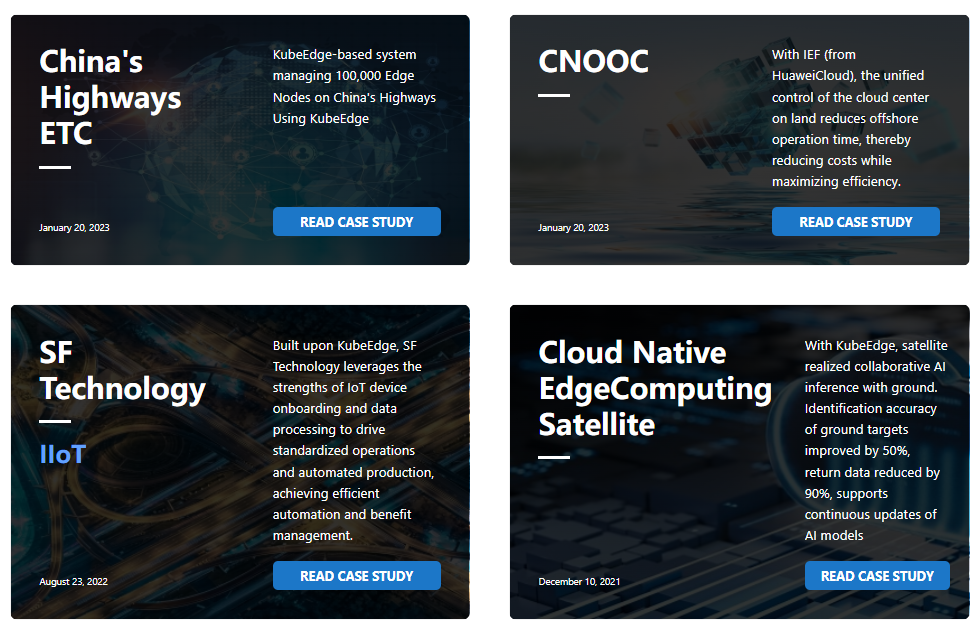 China's
Highways
ETC
KubeEdge-based system
managing 100,000 Edge
Nodes on China's Highways
Using KubeEdge
January 20, 2023
READ CASE STUDY
CNOOC
With IEF (from
HuaweiCloud), the unified
control of the cloud center
on land reduces offshore
operation time, thereby
reducing costs while
maximizing efficiency.
January 20, 2023
READ CASE STUDY
SF
Technology
IIoT
Built upon KubeEdge, SF
Technology leverages the
strengths of IoT device
onboarding and data
processing to drive
standardized operations
and automated production,
achieving efficient
automation and benefit
management.
August 23, 2022
READ CASE STUDY
Cloud Native
EdgeComputing
Satellite
With KubeEdge, satellite
realized collaborative AI
inference with ground.
Identification accuracy
of ground targets
improved by 50%,
return data reduced by
90%, supports
continuous updates of
AI models
December 10, 2021
READ CASE STUDY